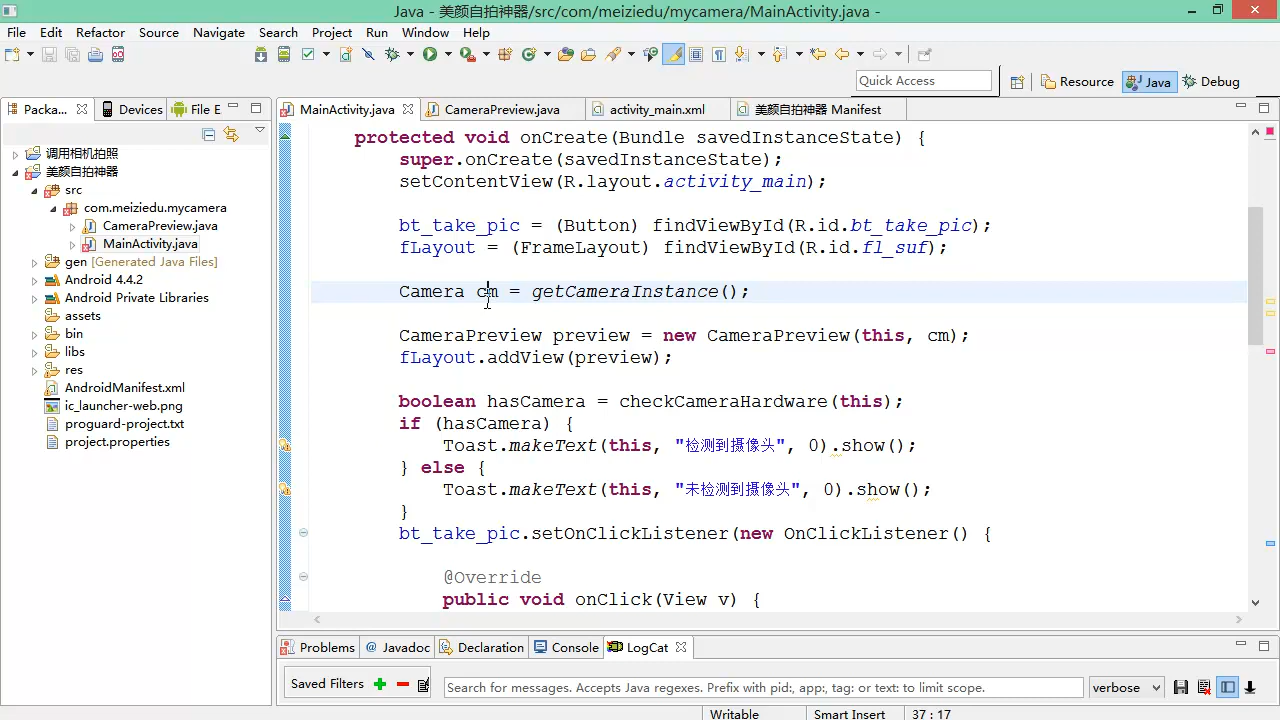 Java - 美颜自拍神器/src/com/meiziedu/mycamera/MainActivity.java -
File Edit Refactor Source Navigate Search Project Run Window Help
Quick Access
Resource Java Debug
Packa... Devices File E
MainActivity.java CameraPreview.java activity_main.xml 美颜自拍神器 Manifest
调用相机拍照
美颜自拍神器
src
com.meiziedu.mycamera
CameraPreview.java
MainActivity.java
gen [Generated Java Files]
Android 4.4.2
Android Private Libraries
assets
bin
libs
res
AndroidManifest.xml
ic_launcher-web.png
proguard-project.txt
project.properties
protected void onCreate(Bundle savedInstanceState) {
super.onCreate(savedInstanceState);
setContentView(R.layout.activity_main);
bt_take_pic = (Button) findViewById(R.id.bt_take_pic);
fLayout = (FrameLayout) findViewById(R.id.fl_suf);
Camera cm = getCameraInstance();
CameraPreview preview = new CameraPreview(this, cm);
fLayout.addView(preview);
boolean hasCamera = checkCameraHardware(this);
if (hasCamera) {
Toast.makeText(this, "检测到摄像头", 0).show();
} else {
Toast.makeText(this, "未检测到摄像头", 0).show();
}
bt_take_pic.setOnClickListener(new OnClickListener() {
@Override
public void onClick(View v) {
Problems @ Javadoc Declaration Console LogCat
Saved Filters
Search for messages. Accepts Java regexes. Prefix with pid:, app:, tag: or text: to limit scope.
verbose
Writable Smart Insert 37 : 17